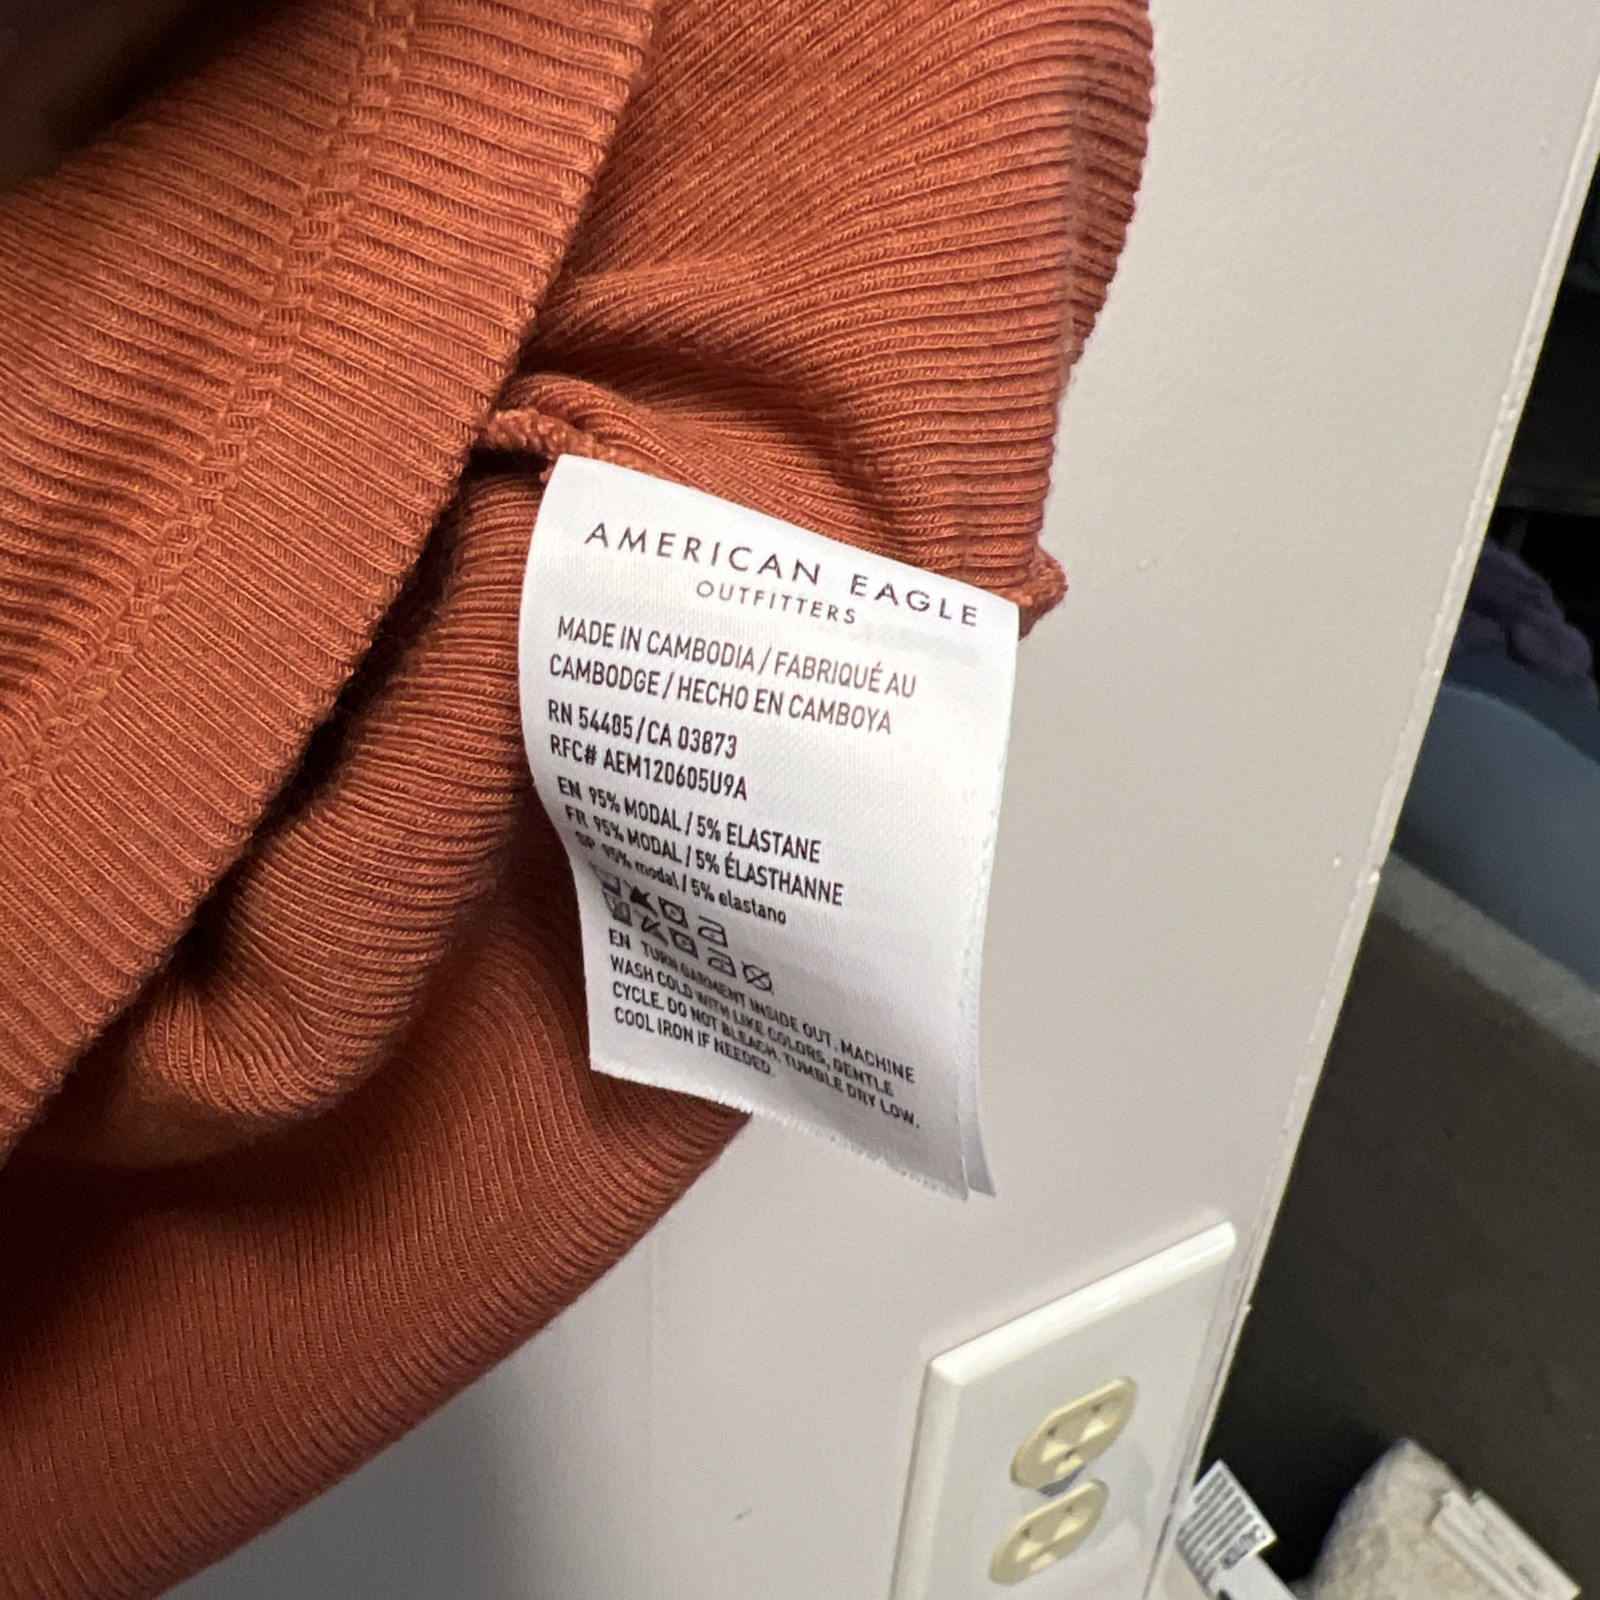 AMERICAN EAGLE
OUTFITTERS
MADE IN CAMBODIA / FABRIQUÉ AU
CAMBODGE / HECHO EN CAMBOYA
RN 54485 / CA 03873
RFC# AEM120605U9A
EN 95% MODAL / 5% ELASTANE
FR 95% MODAL / 5% ÉLASTHANNE
SP 95% modal / 5% elastano
EN TURN GARMENT INSIDE OUT. MACHINE
WASH COLD WITH LIKE COLORS, GENTLE
CYCLE. DO NOT BLEACH. TUMBLE DRY LOW.
COOL IRON IF NEEDED.